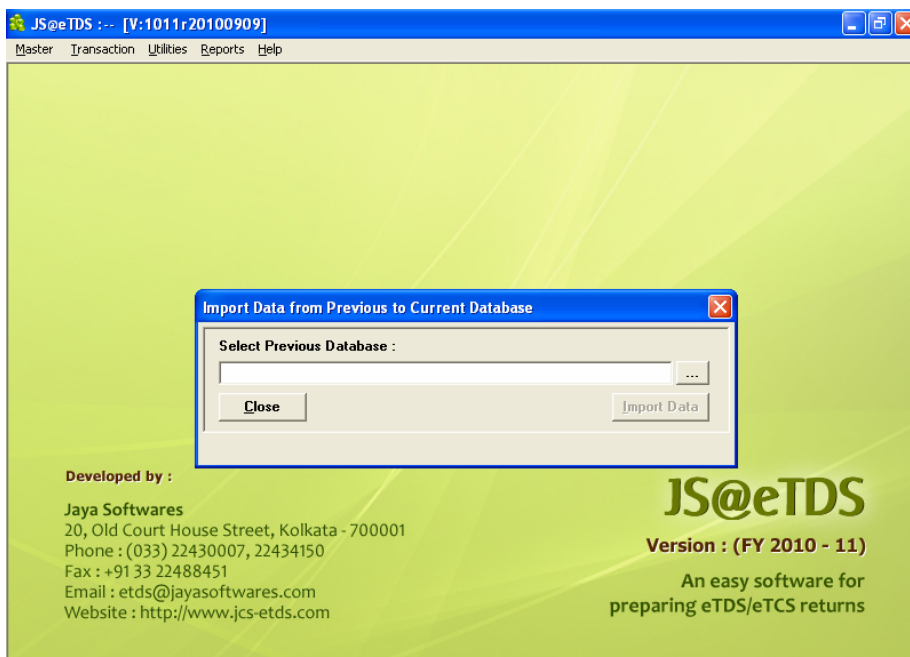 JS@eTDS :-- [V:1011r20100909]
Master Transaction Utilities Reports Help
Import Data from Previous to Current Database
Select Previous Database :
...
Close Import Data
Developed by :
Jaya Softwares
20, Old Court House Street, Kolkata - 700001
Phone : (033) 22430007, 22434150
Fax : +91 33 22488451
Email : etds@jayasoftwares.com
Website : http://www.jcs-etds.com
JS@eTDS
Version : (FY 2010 - 11)
An easy software for
preparing eTDS/eTCS returns